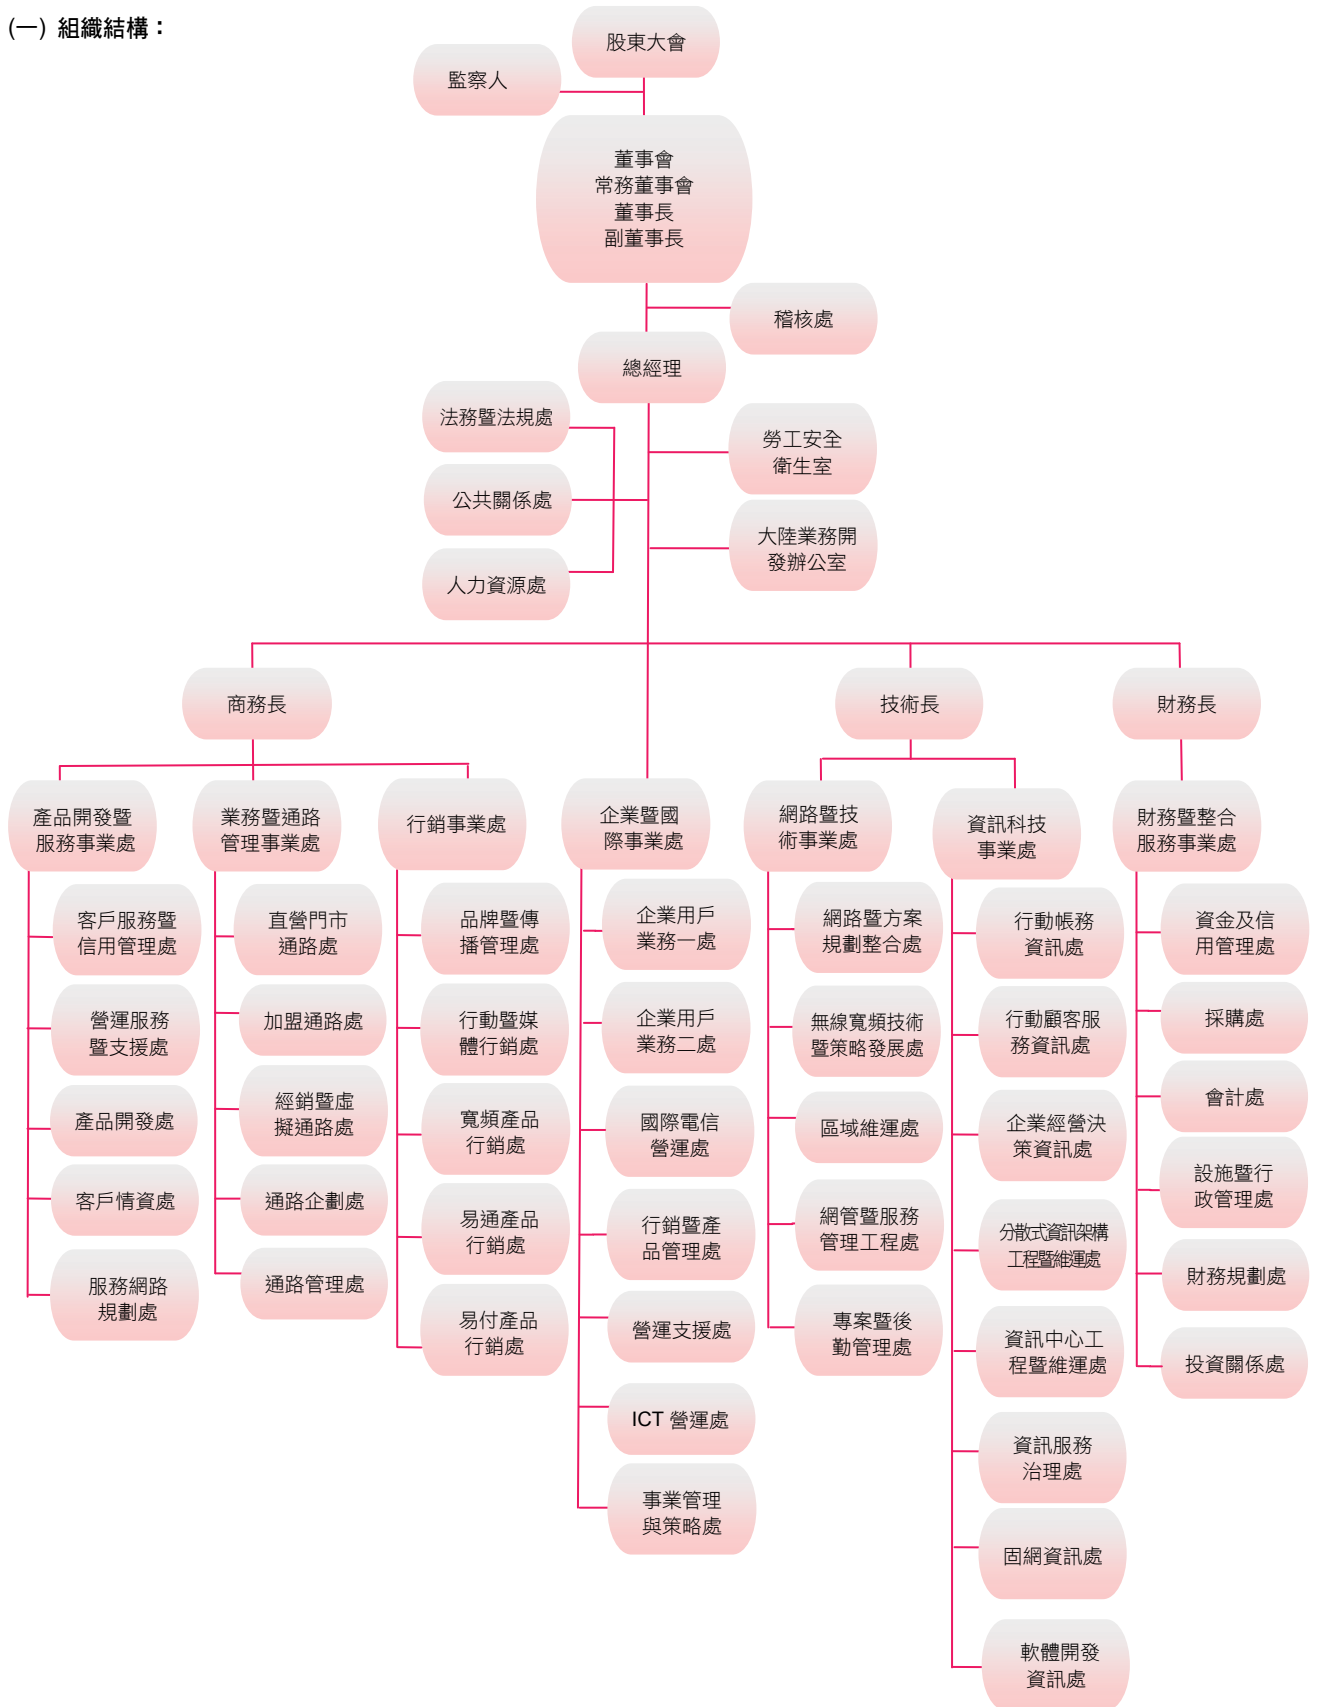 (一) 組織結構：
股東大會
監察人
董事會
常務董事會
董事長
副董事長
稽核處
總經理
法務暨法規處
公共關係處
人力資源處
勞工安全
衛生室
大陸業務開
發辦公室
商務長
技術長
財務長
產品開發暨
服務事業處
客戶服務暨
信用管理處
營運服務
暨支援處
產品開發處
客戶情資處
服務網路
規劃處
業務暨通路
管理事業處
直營門市
通路處
加盟通路處
經銷暨虛
擬通路處
通路企劃處
通路管理處
行銷事業處
品牌暨傳
播管理處
行動暨媒
體行銷處
寬頻產品
行銷處
易通產品
行銷處
易付產品
行銷處
企業暨國
際事業處
企業用戶
業務一處
企業用戶
業務二處
國際電信
營運處
行銷暨產
品管理處
營運支援處
ICT 營運處
事業管理
與策略處
網路暨技
術事業處
網路暨方案
規劃整合處
無線寬頻技術
暨策略發展處
區域維運處
網管暨服務
管理工程處
專案暨後
勤管理處
資訊科技
事業處
行動帳務
資訊處
行動顧客服
務資訊處
企業經營決
策資訊處
分散式資訊架構
工程暨維運處
資訊中心工
程暨維運處
資訊服務
治理處
固網資訊處
軟體開發
資訊處
財務暨整合
服務事業處
資金及信
用管理處
採購處
會計處
設施暨行
政管理處
財務規劃處
投資關係處